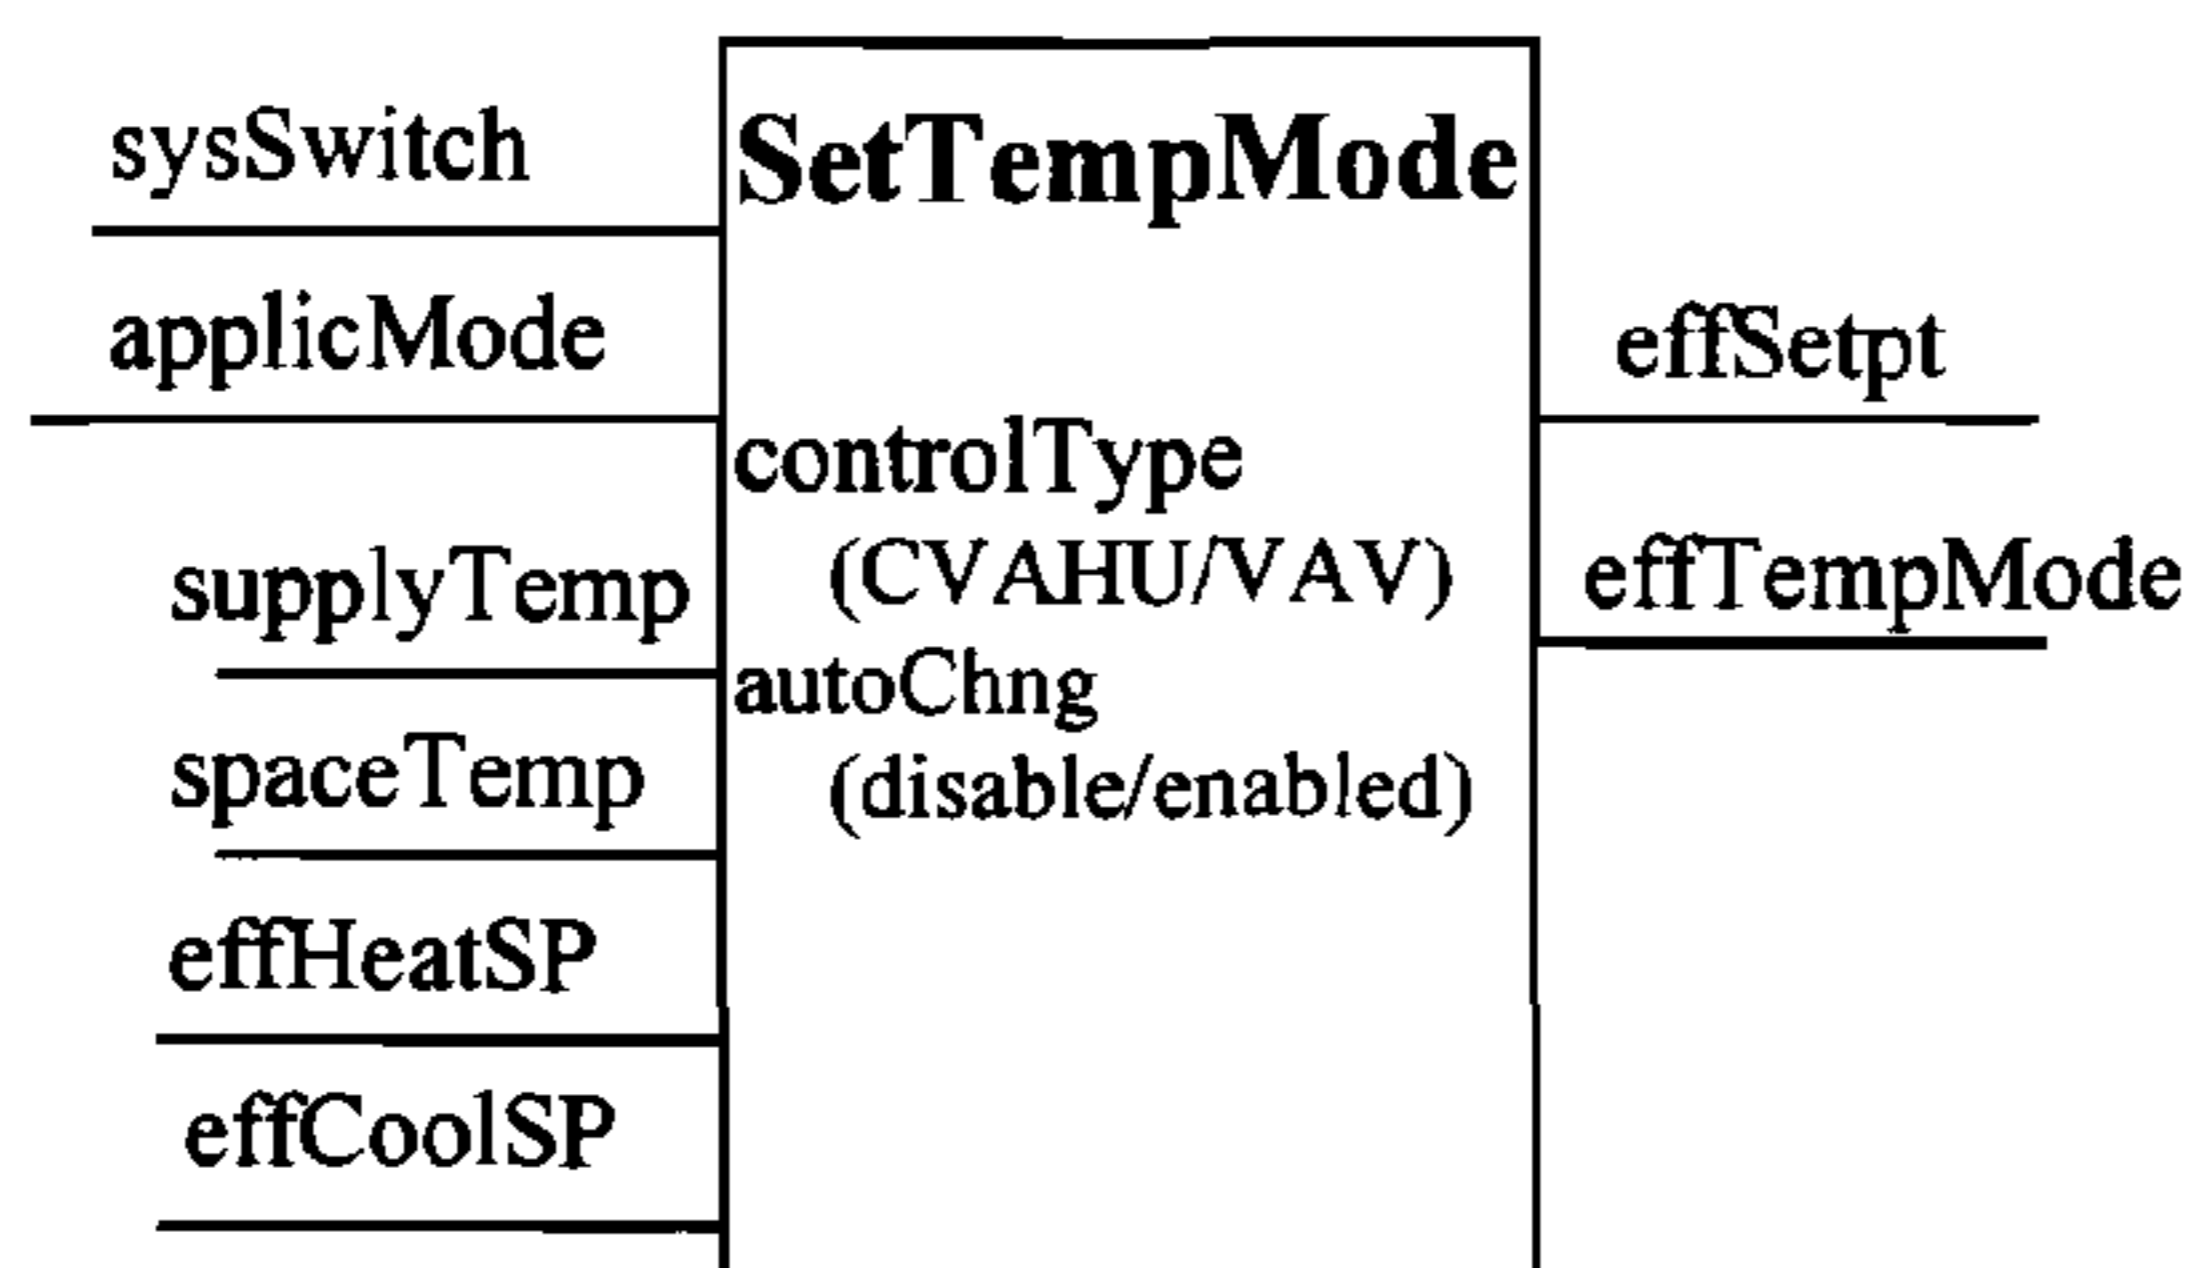 sysSwitch
applicMode
supplyTemp
spaceTemp
effHeatSP
effCoolSP
SetTempMode
controlType
(CVAHU/VAV)
autoChng
(disable/enabled)
effSetpt
effTempMode